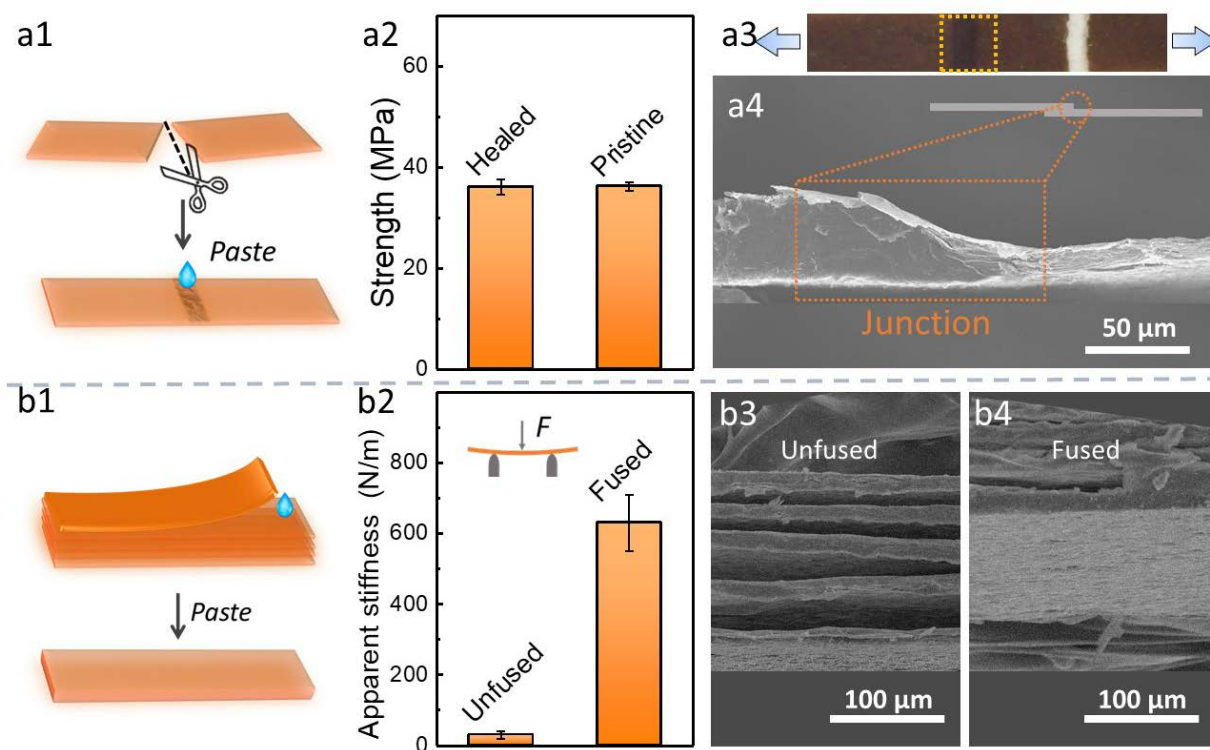 a1
Paste
a2
Strength (MPa)
60
40
20
0
Healed
Pristine
a3
a4
Junction
50 µm
b1
Paste
b2
Apparent stiffness (N/m)
800
600
400
200
0
F
Unfused
Fused
b3
Unfused
100 µm
b4
Fused
100 µm